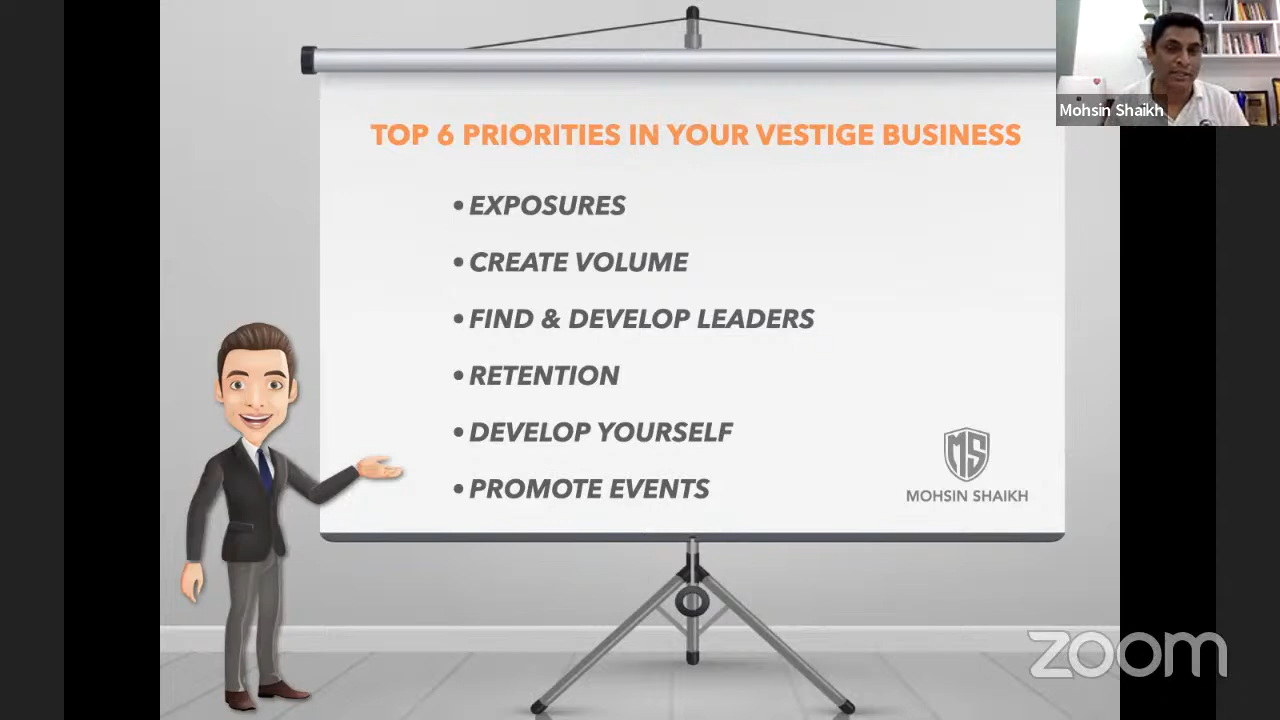 Mohsin Shaikh
TOP 6 PRIORITIES IN YOUR VESTIGE BUSINESS
• EXPOSURES
• CREATE VOLUME
• FIND & DEVELOP LEADERS
• RETENTION
• DEVELOP YOURSELF
• PROMOTE EVENTS
MS
MOHSIN SHAIKH
zoom